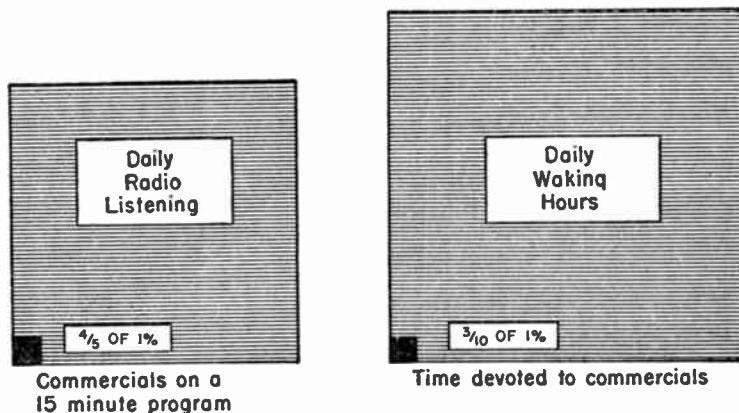 Daily
Radio
Listening
4/5 OF 1%
Commercials on a
15 minute program
Daily
Waking
Hours
3/10 OF 1%
Time devoted to commercials